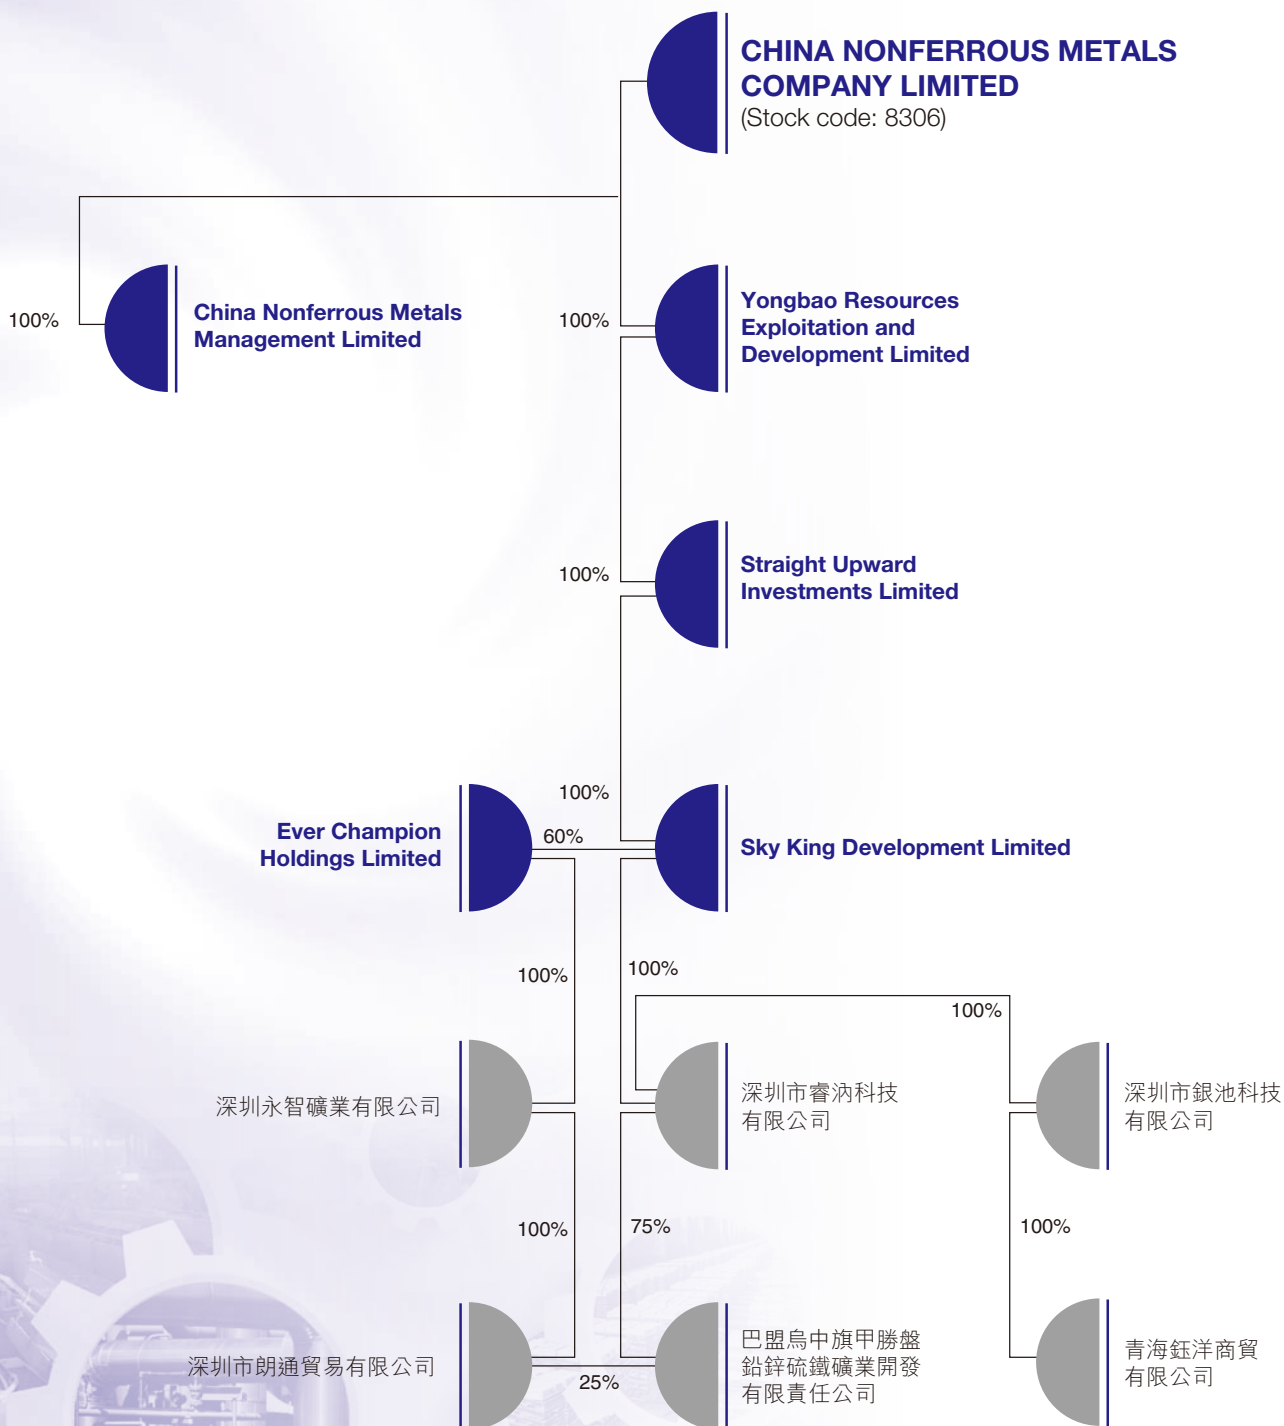 CHINA NONFERROUS METALS
COMPANY LIMITED
(Stock code: 8306)
100%
China Nonferrous Metals
Management Limited
100%
Yongbao Resources
Exploitation and
Development Limited
100%
Straight Upward
Investments Limited
100%
Ever Champion
Holdings Limited
60%
Sky King Development Limited
100%
100%
100%
深圳永智礦業有限公司
深圳市睿汭科技
有限公司
深圳市銀池科技
有限公司
100%
75%
100%
深圳市朗通貿易有限公司
25%
巴盟烏中旗甲勝盤
鉛鋅硫鐵礦業開發
有限責任公司
青海鈺洋商貿
有限公司